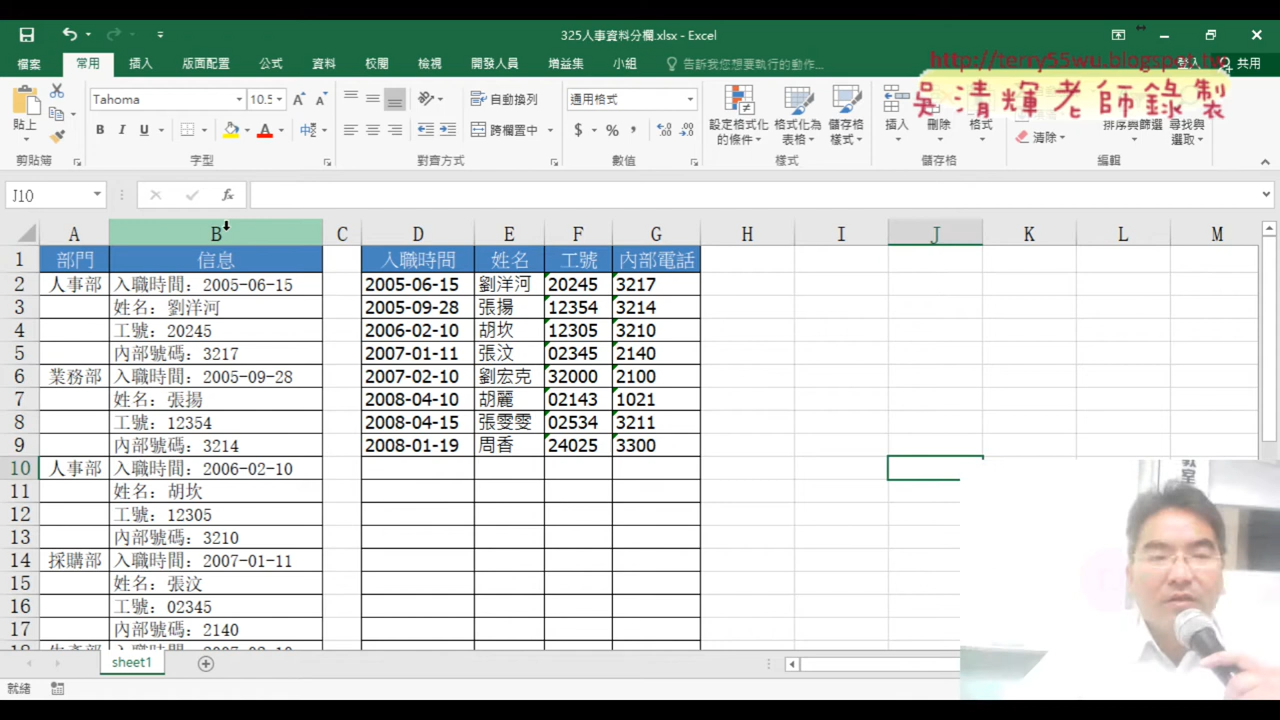 325人事資料分欄.xlsx - Excel
檔案 常用 插入 版面配置 公式 資料 校閱 檢視 開發人員 增益集 小組 告訴我您想要執行的動作... 登入 共用
http://terry55wu.blogspot.tw
吳清輝老師錄製
貼上 Tahoma 10.5 自動換列 通用格式 設定格式化的條件 格式化為表格 儲存格樣式 插入 刪除 格式 排序與篩選 尋找與選取
B I U 跨欄置中 $ % 清除
剪貼簿 字型 對齊方式 數值 樣式 儲存格 編輯
J10 fx
A B C D E F G H I J K L M
1 部門 信息 入職時間 姓名 工號 內部電話
2 人事部 入職時間：2005-06-15 2005-06-15 劉洋河 20245 3217
3 姓名：劉洋河 2005-09-28 張揚 12354 3214
4 工號：20245 2006-02-10 胡坎 12305 3210
5 內部號碼：3217 2007-01-11 張汶 02345 2140
6 業務部 入職時間：2005-09-28 2007-02-10 劉宏克 32000 2100
7 姓名：張揚 2008-04-10 胡麗 02143 1021
8 工號：12354 2008-04-15 張雯雯 02534 3211
9 內部號碼：3214 2008-01-19 周香 24025 3300
10 人事部 入職時間：2006-02-10
11 姓名：胡坎
12 工號：12305
13 內部號碼：3210
14 採購部 入職時間：2007-01-11
15 姓名：張汶
16 工號：02345
17 內部號碼：2140
sheet1
就緒